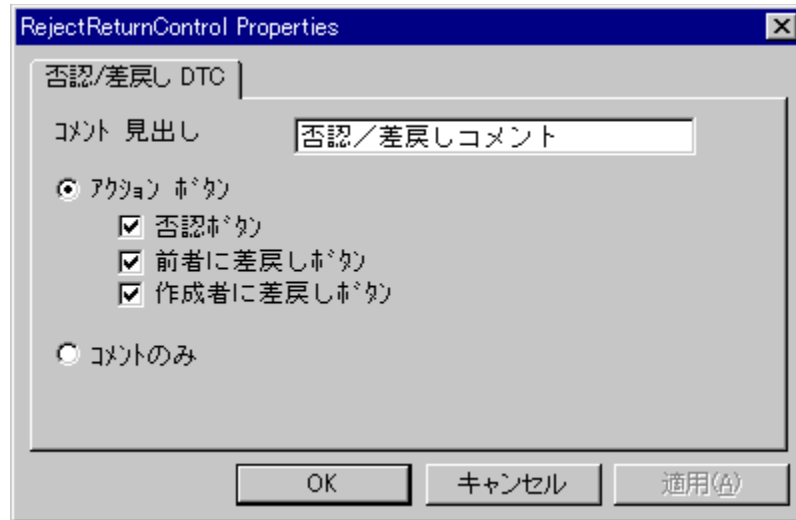 RejectReturnControl Properties
否認/差戻し DTC
ｺﾒﾝﾄ 見出し 否認／差戻しコメント
ｱｸｼｮﾝ ﾎﾞﾀﾝ
否認ﾎﾞﾀﾝ
前者に差戻しﾎﾞﾀﾝ
作成者に差戻しﾎﾞﾀﾝ
ｺﾒﾝﾄのみ
OK キャンセル 適用(A)